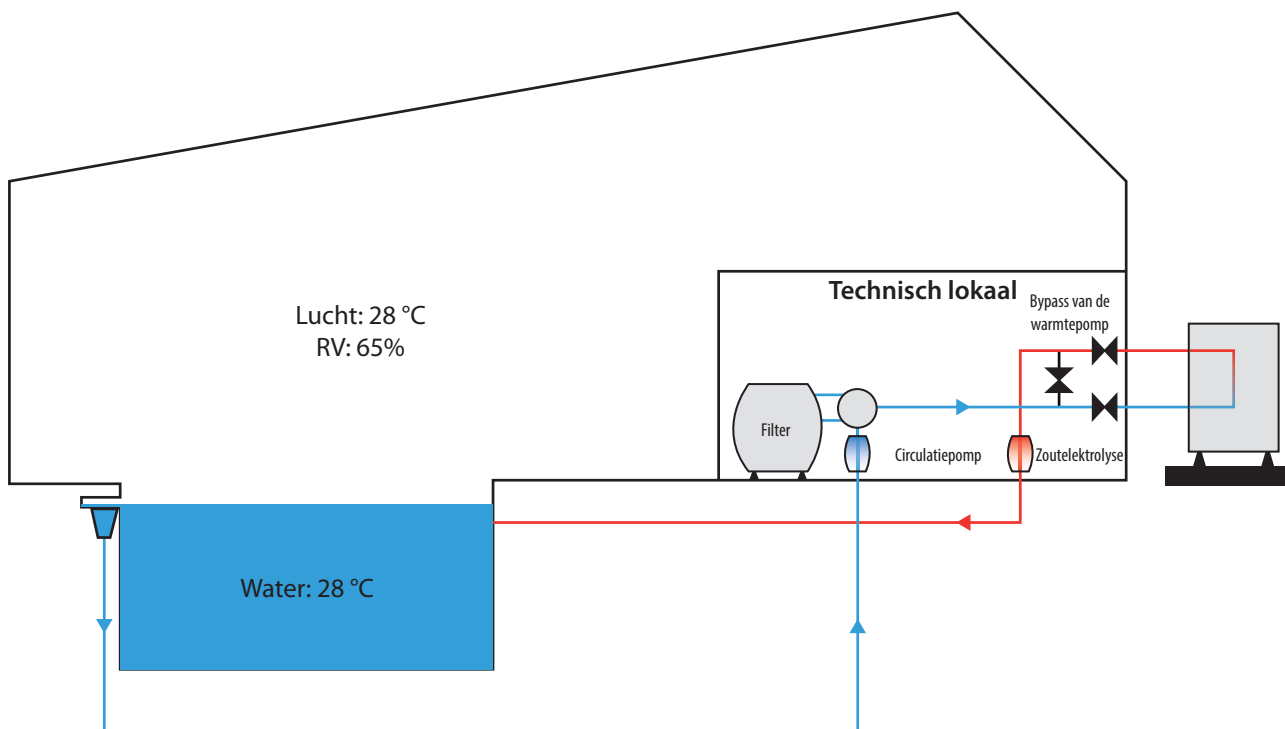 Technisch lokaal
Bypass van de
warmtepomp
Lucht: 28 °C
RV: 65%
Filter
Circulatiepomp
Zoutelektrolyse
Water: 28 °C